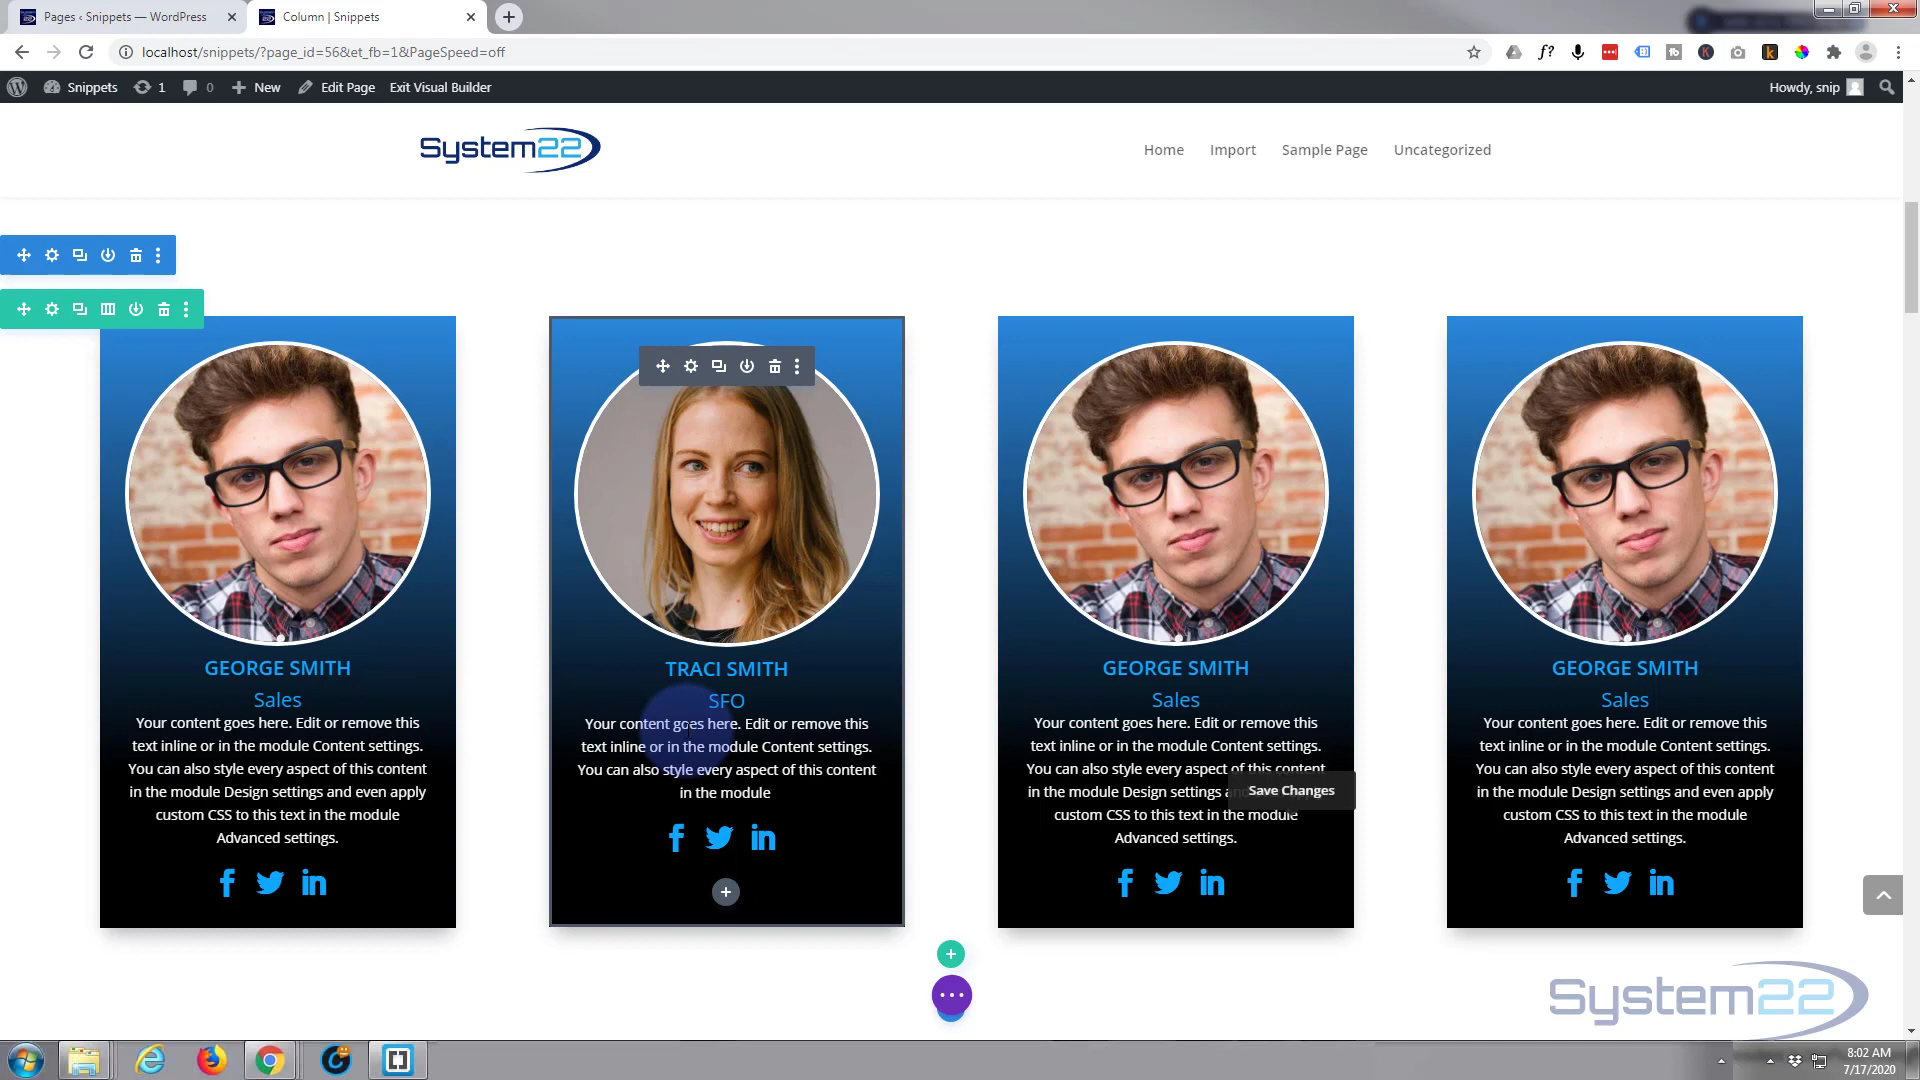 Pages ‹ Snippets — WordPress
Column | Snippets
localhost/snippets/?page_id=56&et_fb=1&PageSpeed=off
Snippets 1 0 New Edit Page Exit Visual Builder
Howdy, snip
System22
Home Import Sample Page Uncategorized
GEORGE SMITH
Sales
Your content goes here. Edit or remove this
text inline or in the module Content settings.
You can also style every aspect of this content
in the module Design settings and even apply
custom CSS to this text in the module
Advanced settings.
TRACI SMITH
SFO
Your content goes here. Edit or remove this
text inline or in the module Content settings.
You can also style every aspect of this content
in the module
GEORGE SMITH
Sales
Your content goes here. Edit or remove this
text inline or in the module Content settings.
You can also style every aspect of this content
in the module Design settings
custom CSS to this text in the module
Advanced settings.
Save Changes
GEORGE SMITH
Sales
Your content goes here. Edit or remove this
text inline or in the module Content settings.
You can also style every aspect of this content
in the module Design settings and even apply
custom CSS to this text in the module
Advanced settings.
System22
8:02 AM
7/17/2020